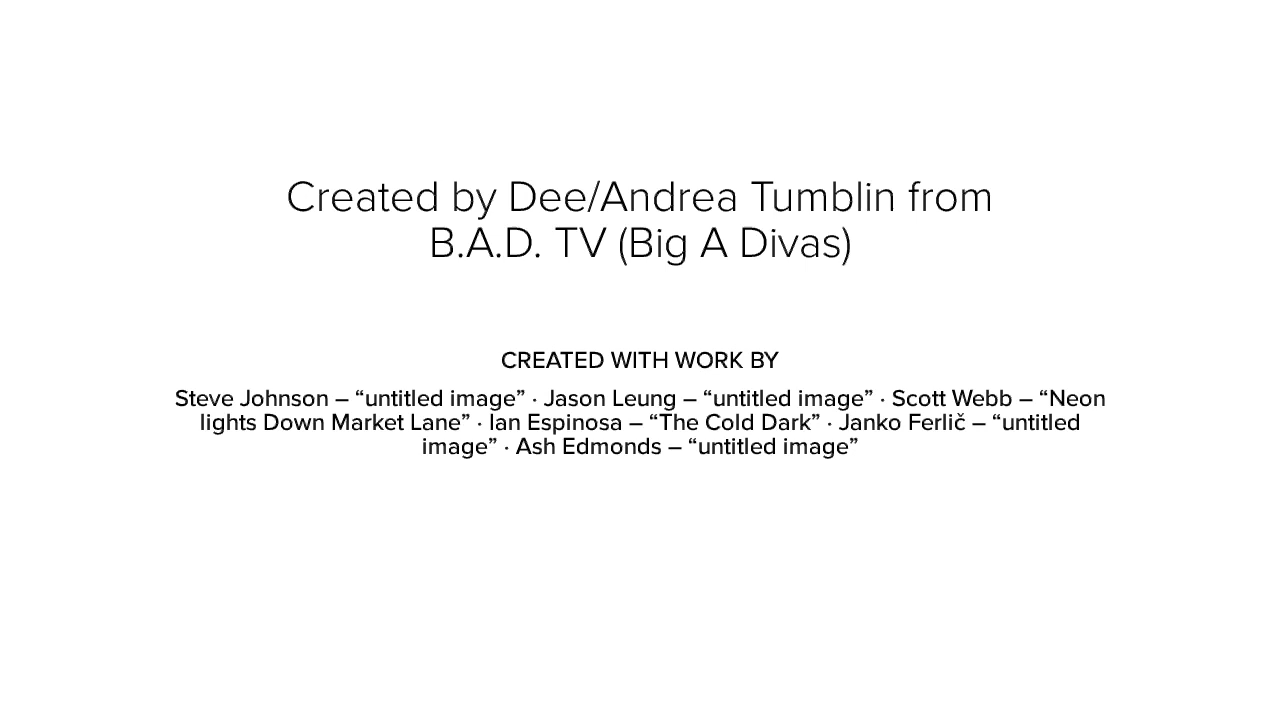 Created by Dee/Andrea Tumblin from
B.A.D. TV (Big A Divas)
CREATED WITH WORK BY
Steve Johnson – “untitled image” · Jason Leung – “untitled image” · Scott Webb – “Neon
lights Down Market Lane” · Ian Espinosa – “The Cold Dark” · Janko Ferlič – “untitled
image” · Ash Edmonds – “untitled image”